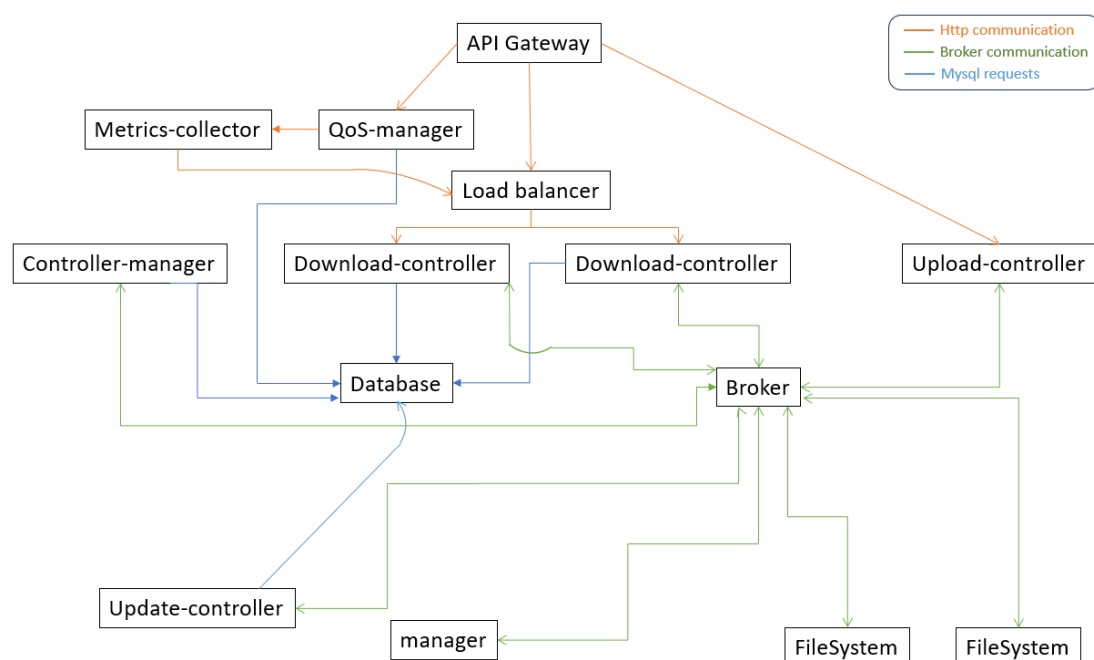 API Gateway
Http communication
Broker communication
Mysql requests
Metrics-collector
QoS-manager
Load balancer
Controller-manager
Download-controller
Download-controller
Upload-controller
Database
Broker
Update-controller
manager
FileSystem
FileSystem